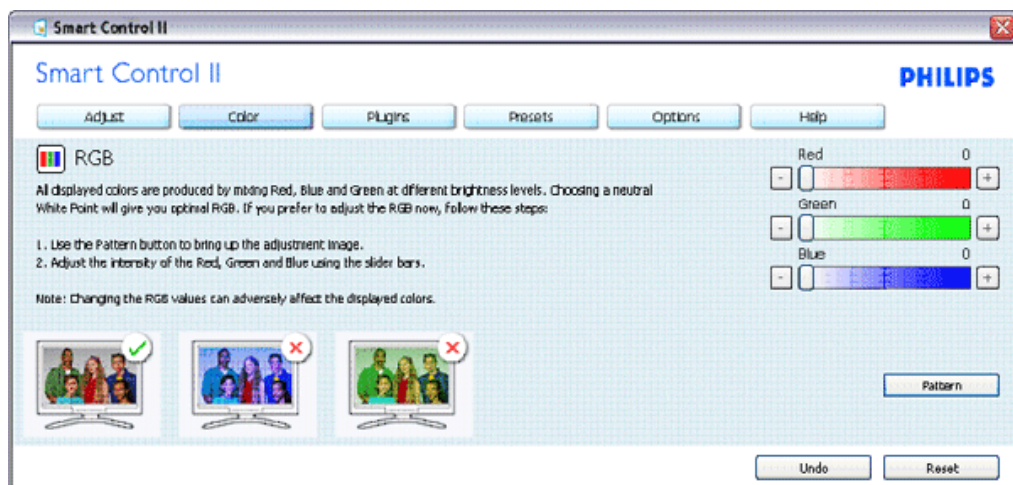 Smart Control II
Smart Control II
PHILIPS
Adjust Color Plugins Presets Options Help
RGB
All displayed colors are produced by mixing Red, Blue and Green at different brightness levels. Choosing a neutral
White Point will give you optimal RGB. If you prefer to adjust the RGB now, follow these steps:
1. Use the Pattern button to bring up the adjustment image.
2. Adjust the intensity of the Red, Green and Blue using the slider bars.
Note: Changing the RGB values can adversely affect the displayed colors.
Red 0
- +
Green 0
- +
Blue 0
- +
Pattern
Undo Reset